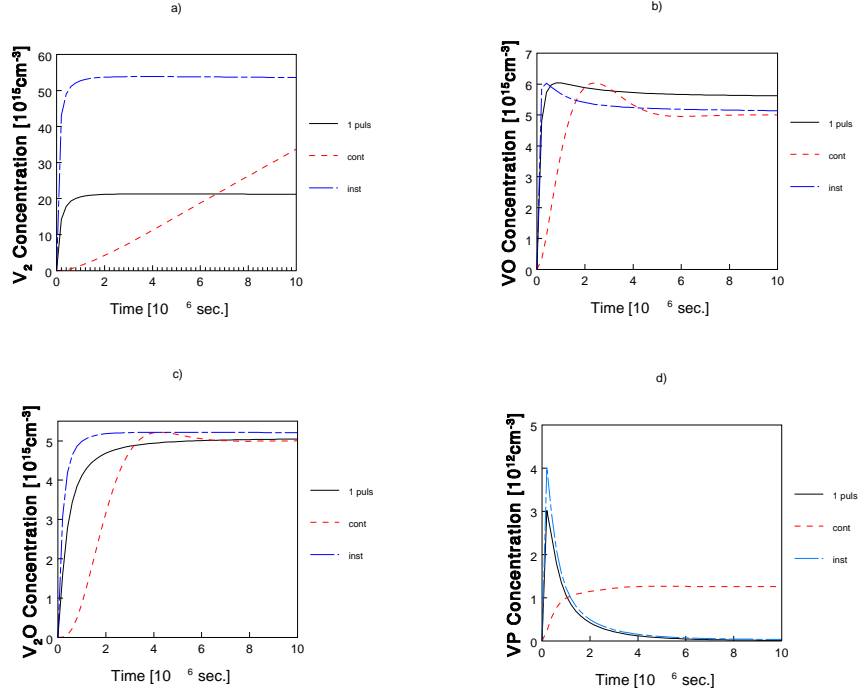 a)
V2 Concentration [10^15cm^-3]
60
50
40
30
20
10
0
0 2 4 6 8 10
Time [10 6 sec.]
1 puls
cont
inst
b)
VO Concentration [10^15cm^-3]
7
6
5
4
3
2
1
0
0 2 4 6 8 10
Time [10 6 sec.]
1 puls
cont
inst
c)
V2O Concentration [10^15cm^-3]
5
4
3
2
1
0
0 2 4 6 8 10
Time [10 6 sec.]
1 puls
cont
inst
d)
VP Concentration [10^12cm^-3]
5
4
3
2
1
0
0 2 4 6 8 10
Time [10 6 sec.]
1 puls
cont
inst